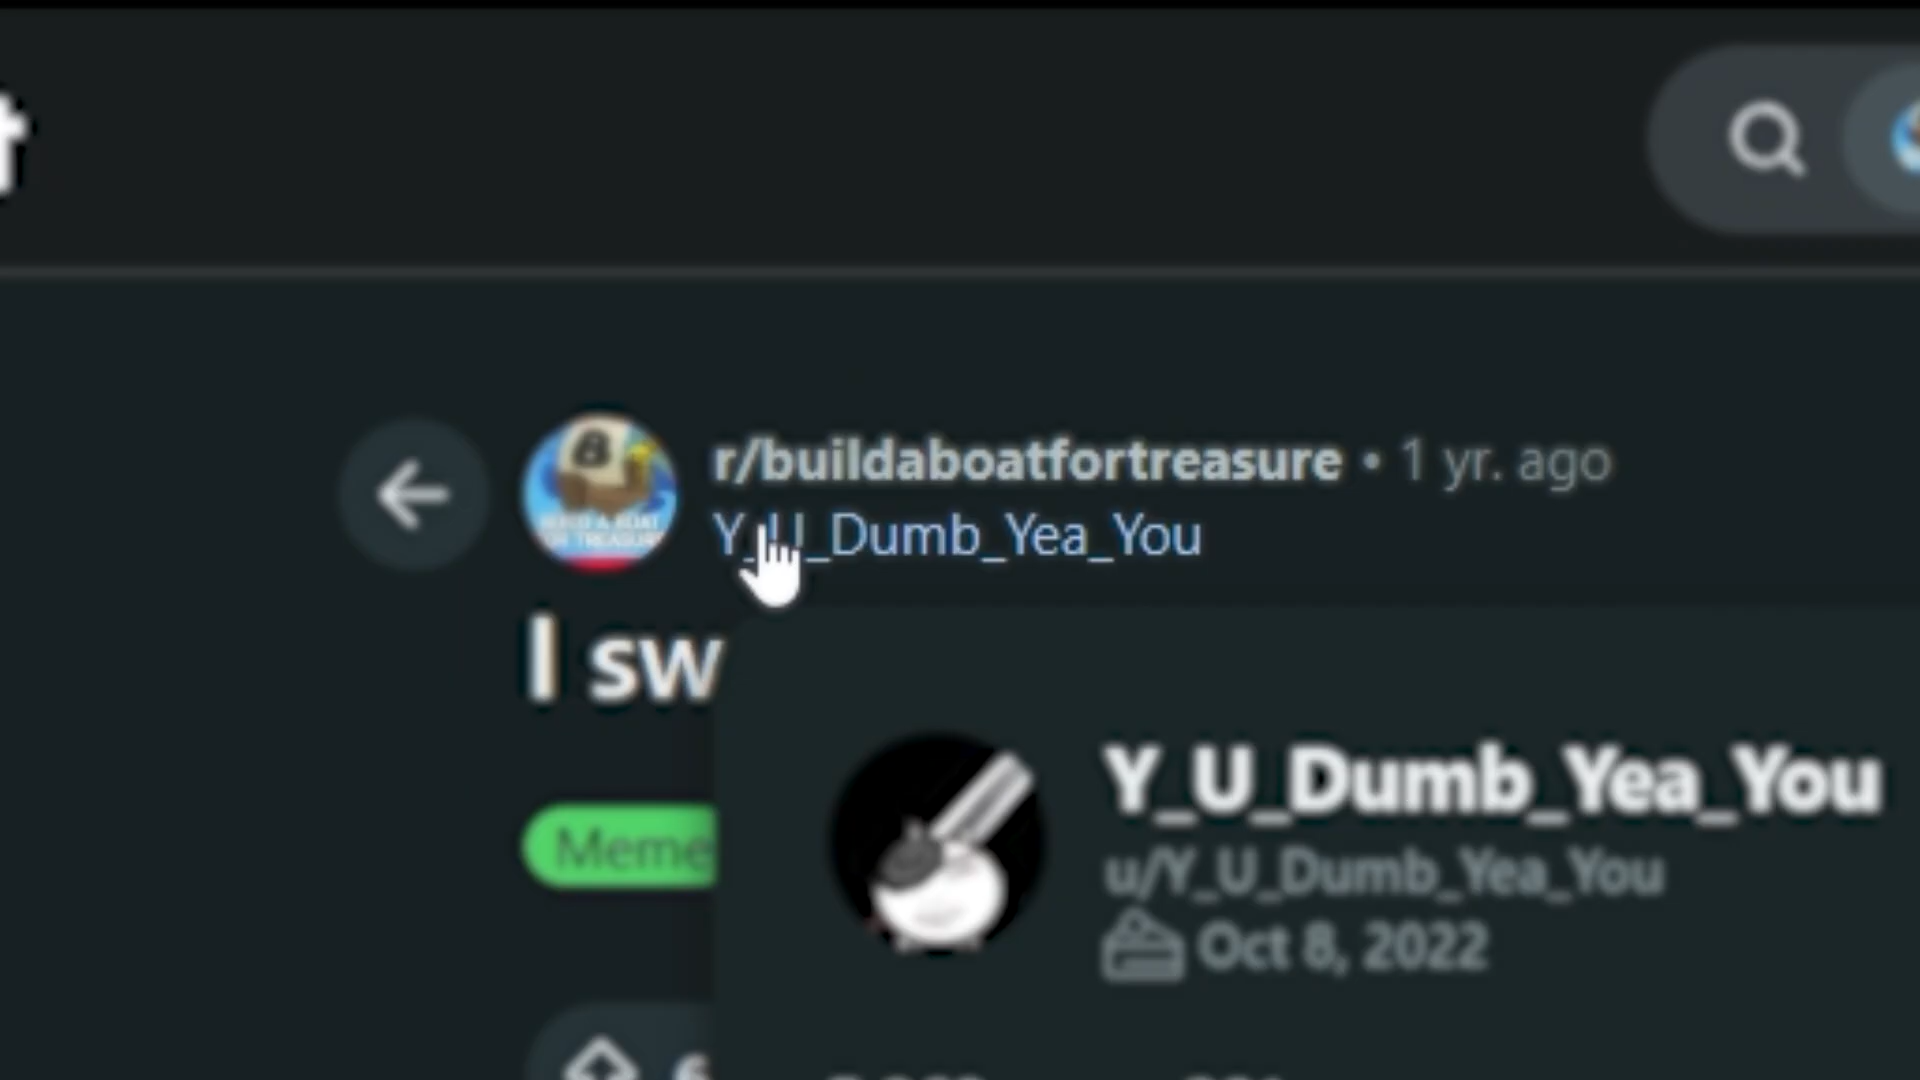 r/buildaboatfortreasure • 1 yr. ago
Y_U_Dumb_Yea_You
I sw
Meme
Y_U_Dumb_Yea_You
u/Y_U_Dumb_Yea_You
Oct 8, 2022